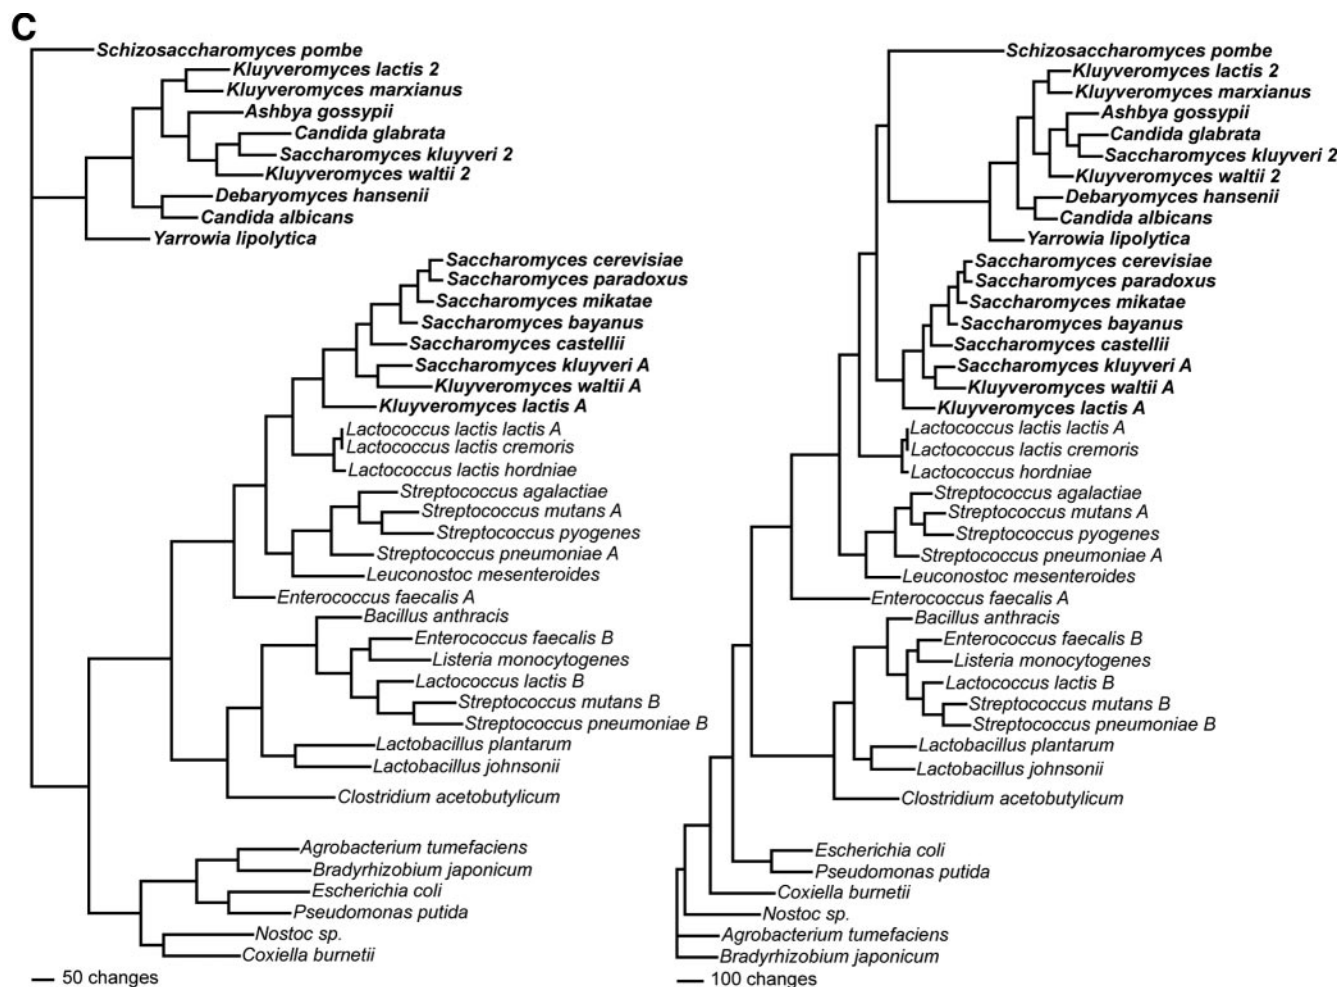 C
Schizosaccharomyces pombe
Kluyveromyces lactis 2
Kluyveromyces marxianus
Ashbya gossypii
Candida glabrata
Saccharomyces kluyveri 2
Kluyveromyces waltii 2
Debaryomyces hansenii
Candida albicans
Yarrowia lipolytica
Saccharomyces cerevisiae
Saccharomyces paradoxus
Saccharomyces mikatae
Saccharomyces bayanus
Saccharomyces castellii
Saccharomyces kluyveri A
Kluyveromyces waltii A
Kluyveromyces lactis A
Lactococcus lactis lactis A
Lactococcus lactis cremoris
Lactococcus lactis hordniae
Streptococcus agalactiae
Streptococcus mutans A
Streptococcus pyogenes
Streptococcus pneumoniae A
Leuconostoc mesenteroides
Enterococcus faecalis A
Bacillus anthracis
Enterococcus faecalis B
Listeria monocytogenes
Lactococcus lactis B
Streptococcus mutans B
Streptococcus pneumoniae B
Lactobacillus plantarum
Lactobacillus johnsonii
Clostridium acetobutylicum
Agrobacterium tumefaciens
Bradyrhizobium japonicum
Escherichia coli
Pseudomonas putida
Nostoc sp.
Coxiella burnetii
50 changes
Schizosaccharomyces pombe
Kluyveromyces lactis 2
Kluyveromyces marxianus
Ashbya gossypii
Candida glabrata
Saccharomyces kluyveri 2
Kluyveromyces waltii 2
Debaryomyces hansenii
Candida albicans
Yarrowia lipolytica
Saccharomyces cerevisiae
Saccharomyces paradoxus
Saccharomyces mikatae
Saccharomyces bayanus
Saccharomyces castellii
Saccharomyces kluyveri A
Kluyveromyces waltii A
Kluyveromyces lactis A
Lactococcus lactis lactis A
Lactococcus lactis cremoris
Lactococcus hordniae
Streptococcus agalactiae
Streptococcus mutans A
Streptococcus pyogenes
Streptococcus pneumoniae A
Leuconostoc mesenteroides
Enterococcus faecalis A
Bacillus anthracis
Enterococcus faecalis B
Listeria monocytogenes
Lactococcus lactis B
Streptococcus mutans B
Streptococcus pneumoniae B
Lactobacillus plantarum
Lactobacillus johnsonii
Clostridium acetobutylicum
Escherichia coli
Pseudomonas putida
Coxiella burnetii
Nostoc sp.
Agrobacterium tumefaciens
Bradyrhizobium japonicum
100 changes